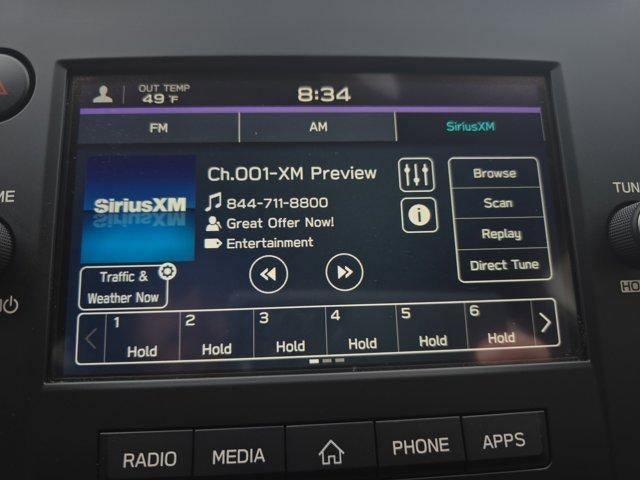 OUT TEMP
49 °F
8:34
FM
AM
SiriusXM
Ch.001-XM Preview
SiriusXM
844-711-8800
Great Offer Now!
Entertainment
Browse
Scan
Replay
Direct Tune
Traffic &
Weather Now
1
2
3
4
5
6
Hold
Hold
Hold
Hold
Hold
Hold
RADIO
MEDIA
PHONE
APPS